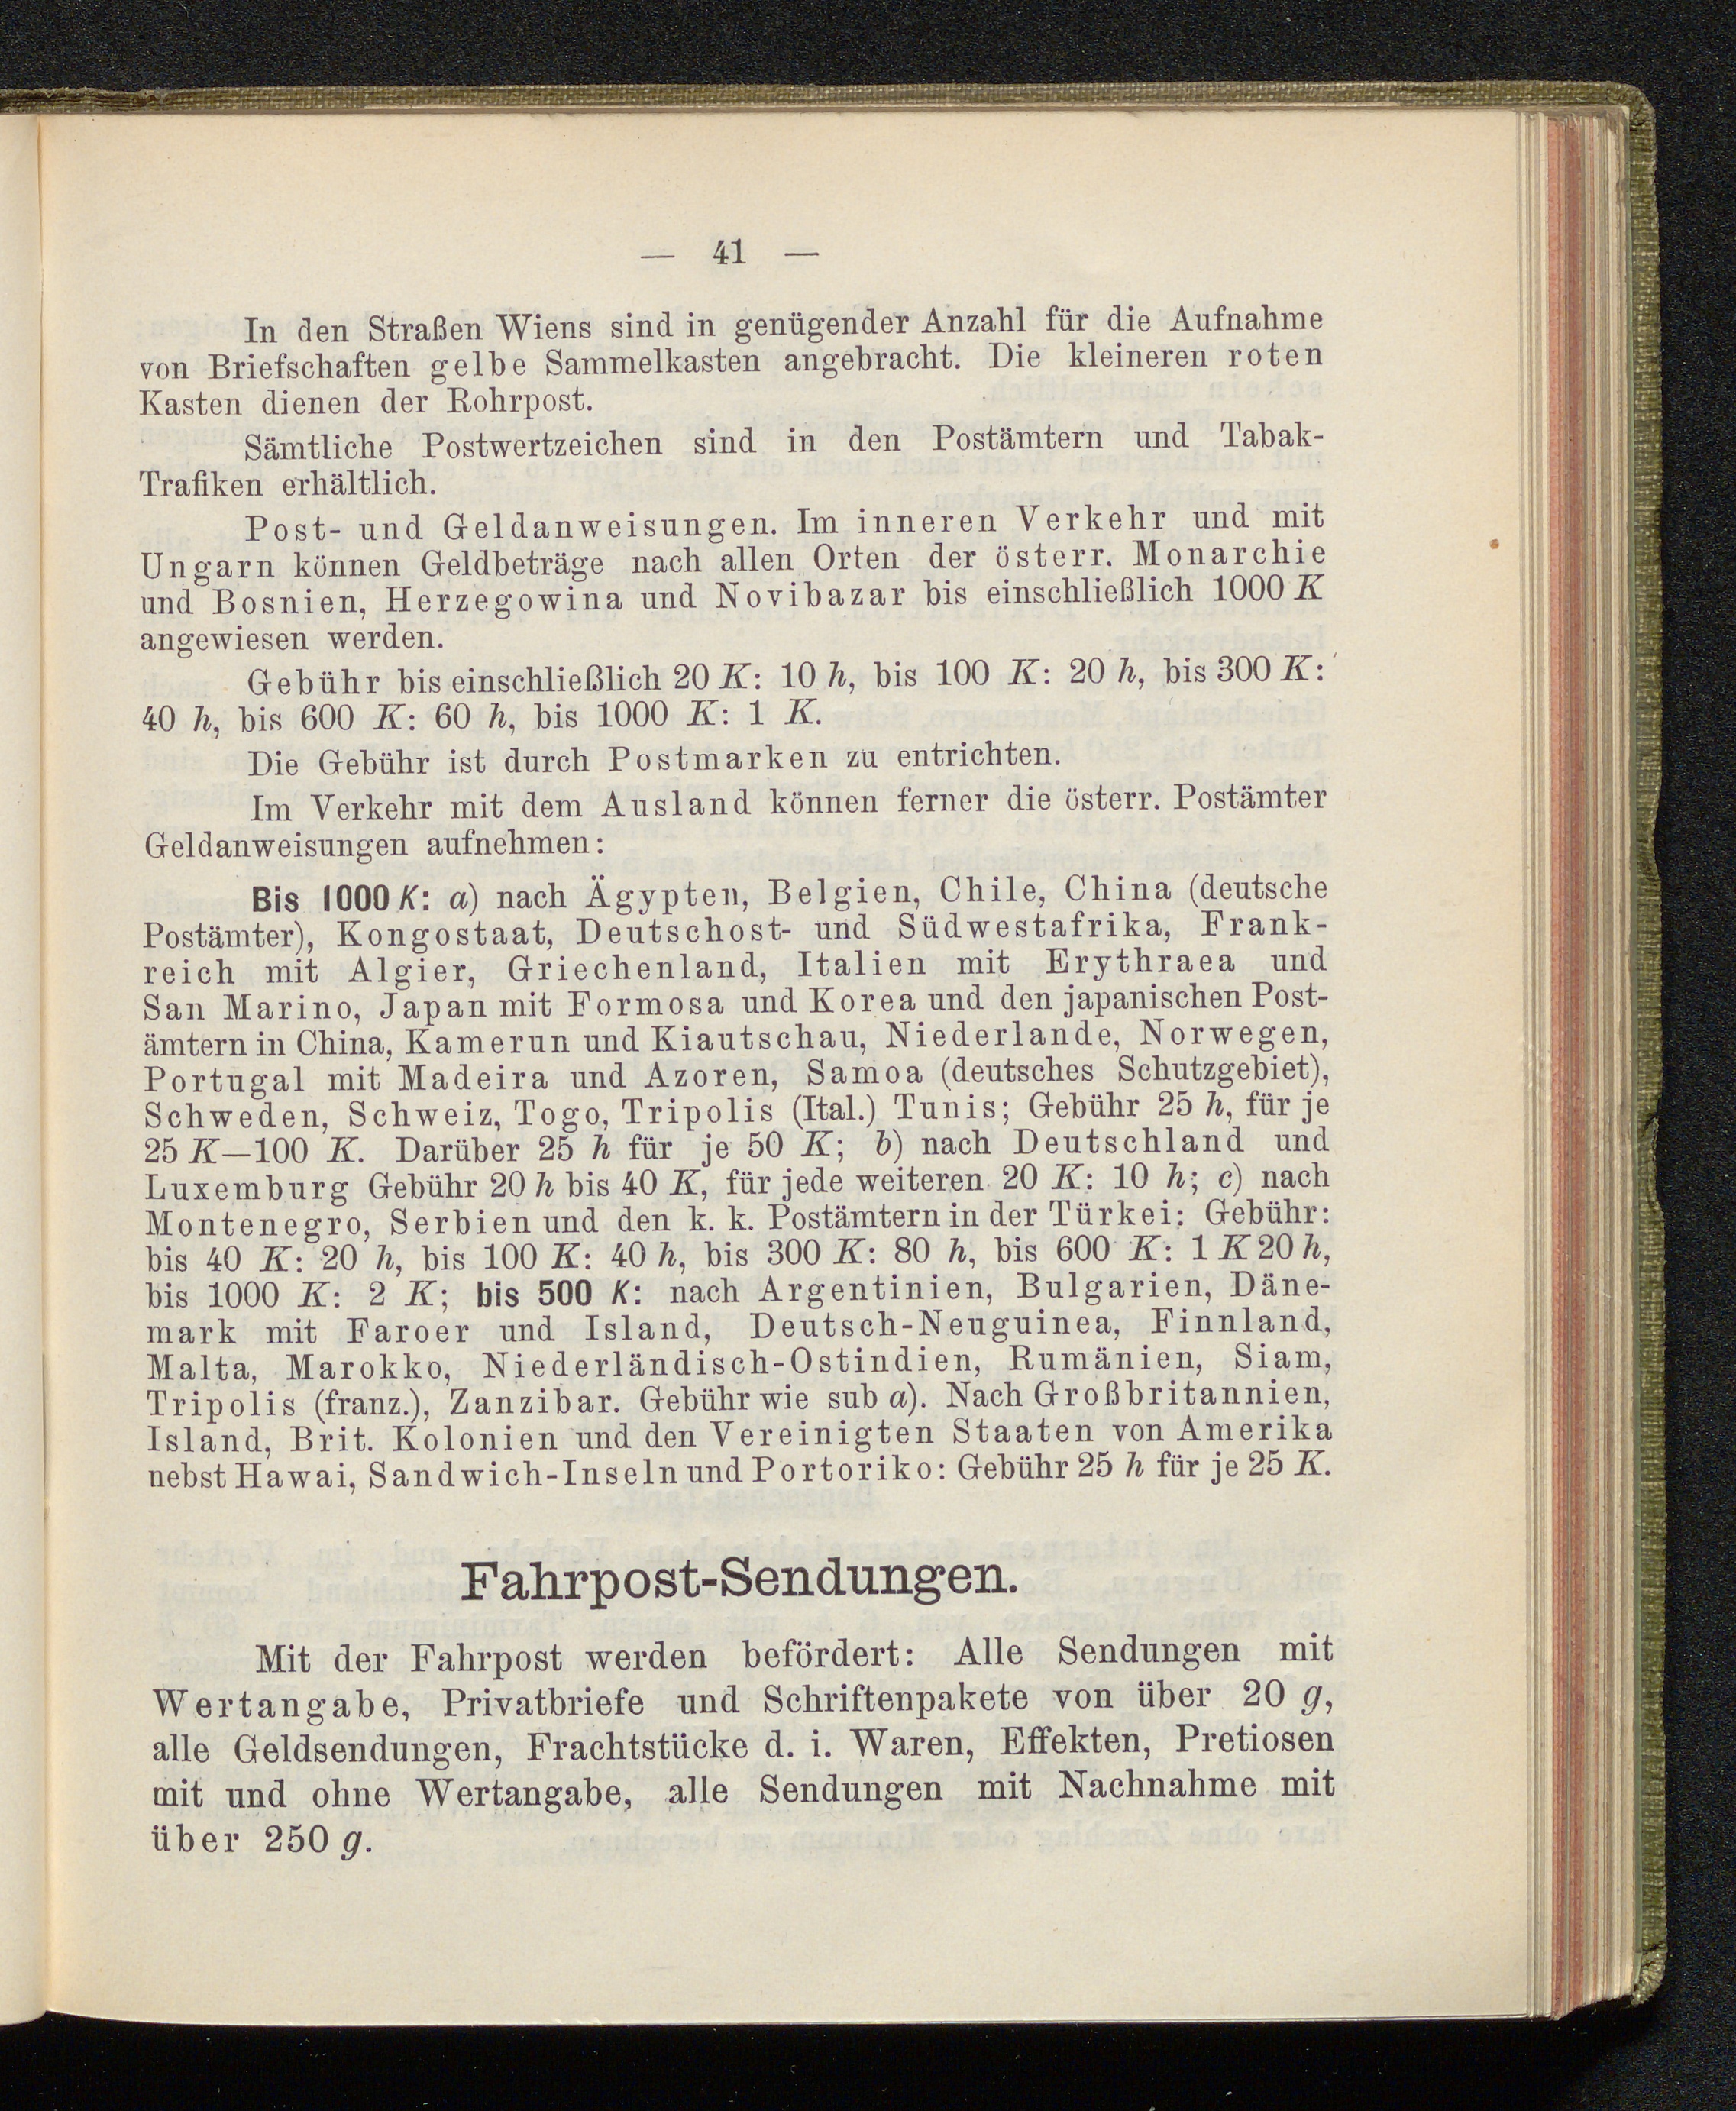 — 41 —
In den Straßen Wiens sind in genügender Anzahl für die Aufnahme
von Briefschaften gelbe Sammelkasten angebracht. Die kleineren roten
Kasten dienen der Rohrpost.
Sämtliche Postwertzeichen sind in den Postämtern und Tabak-
Trafiken erhältlich.
Post- und Geldanweisungen. Im inneren Verkehr und mit
Ungarn können Geldbeträge nach allen Orten der österr. Monarchie
und Bosnien, Herzegowina und Novibazar bis einschließlich 1000 K
angewiesen werden.
Gebühr bis einschließlich 20 K: 10 h, bis 100 K: 20 h, bis 300 K:
40 h, bis 600 K: 60 h, bis 1000 K: 1 K.
Die Gebühr ist durch Postmarken zu entrichten.
Im Verkehr mit dem Ausland können ferner die österr. Postämter
Geldanweisungen aufnehmen:
Bis 1000 K: a) nach Ägypten, Belgien, Chile, China (deutsche
Postämter), Kongostaat, Deutschost- und Südwestafrika, Frank-
reich mit Algier, Griechenland, Italien mit Erythraea und
San Marino, Japan mit Formosa und Korea und den japanischen Post-
ämtern in China, Kamerun und Kiautschau, Niederlande, Norwegen,
Portugal mit Madeira und Azoren, Samoa (deutsches Schutzgebiet),
Schweden, Schweiz, Togo, Tripolis (Ital.) Tunis; Gebühr 25 h, für je
25 K—100 K. Darüber 25 h für je 50 K; b) nach Deutschland und
Luxemburg Gebühr 20 h bis 40 K, für jede weiteren 20 K: 10 h; c) nach
Montenegro, Serbien und den k. k. Postämtern in der Türkei: Gebühr:
bis 40 K: 20 h, bis 100 K: 40 h, bis 300 K: 80 h, bis 600 K: 1 K 20 h,
bis 1000 K: 2 K; bis 500 K: nach Argentinien, Bulgarien, Däne-
mark mit Faroer und Island, Deutsch-Neuguinea, Finnland,
Malta, Marokko, Niederländisch-Ostindien, Rumänien, Siam,
Tripolis (franz.), Zanzibar. Gebühr wie sub a). Nach Großbritannien,
Island, Brit. Kolonien und den Vereinigten Staaten von Amerika
nebst Hawai, Sandwich-Inseln und Portoriko: Gebühr 25 h für je 25 K.
Fahrpost-Sendungen.
Mit der Fahrpost werden befördert: Alle Sendungen mit
Wertangabe, Privatbriefe und Schriftenpakete von über 20 g,
alle Geldsendungen, Frachtstücke d. i. Waren, Effekten, Pretiosen
mit und ohne Wertangabe, alle Sendungen mit Nachnahme mit
über 250 g.